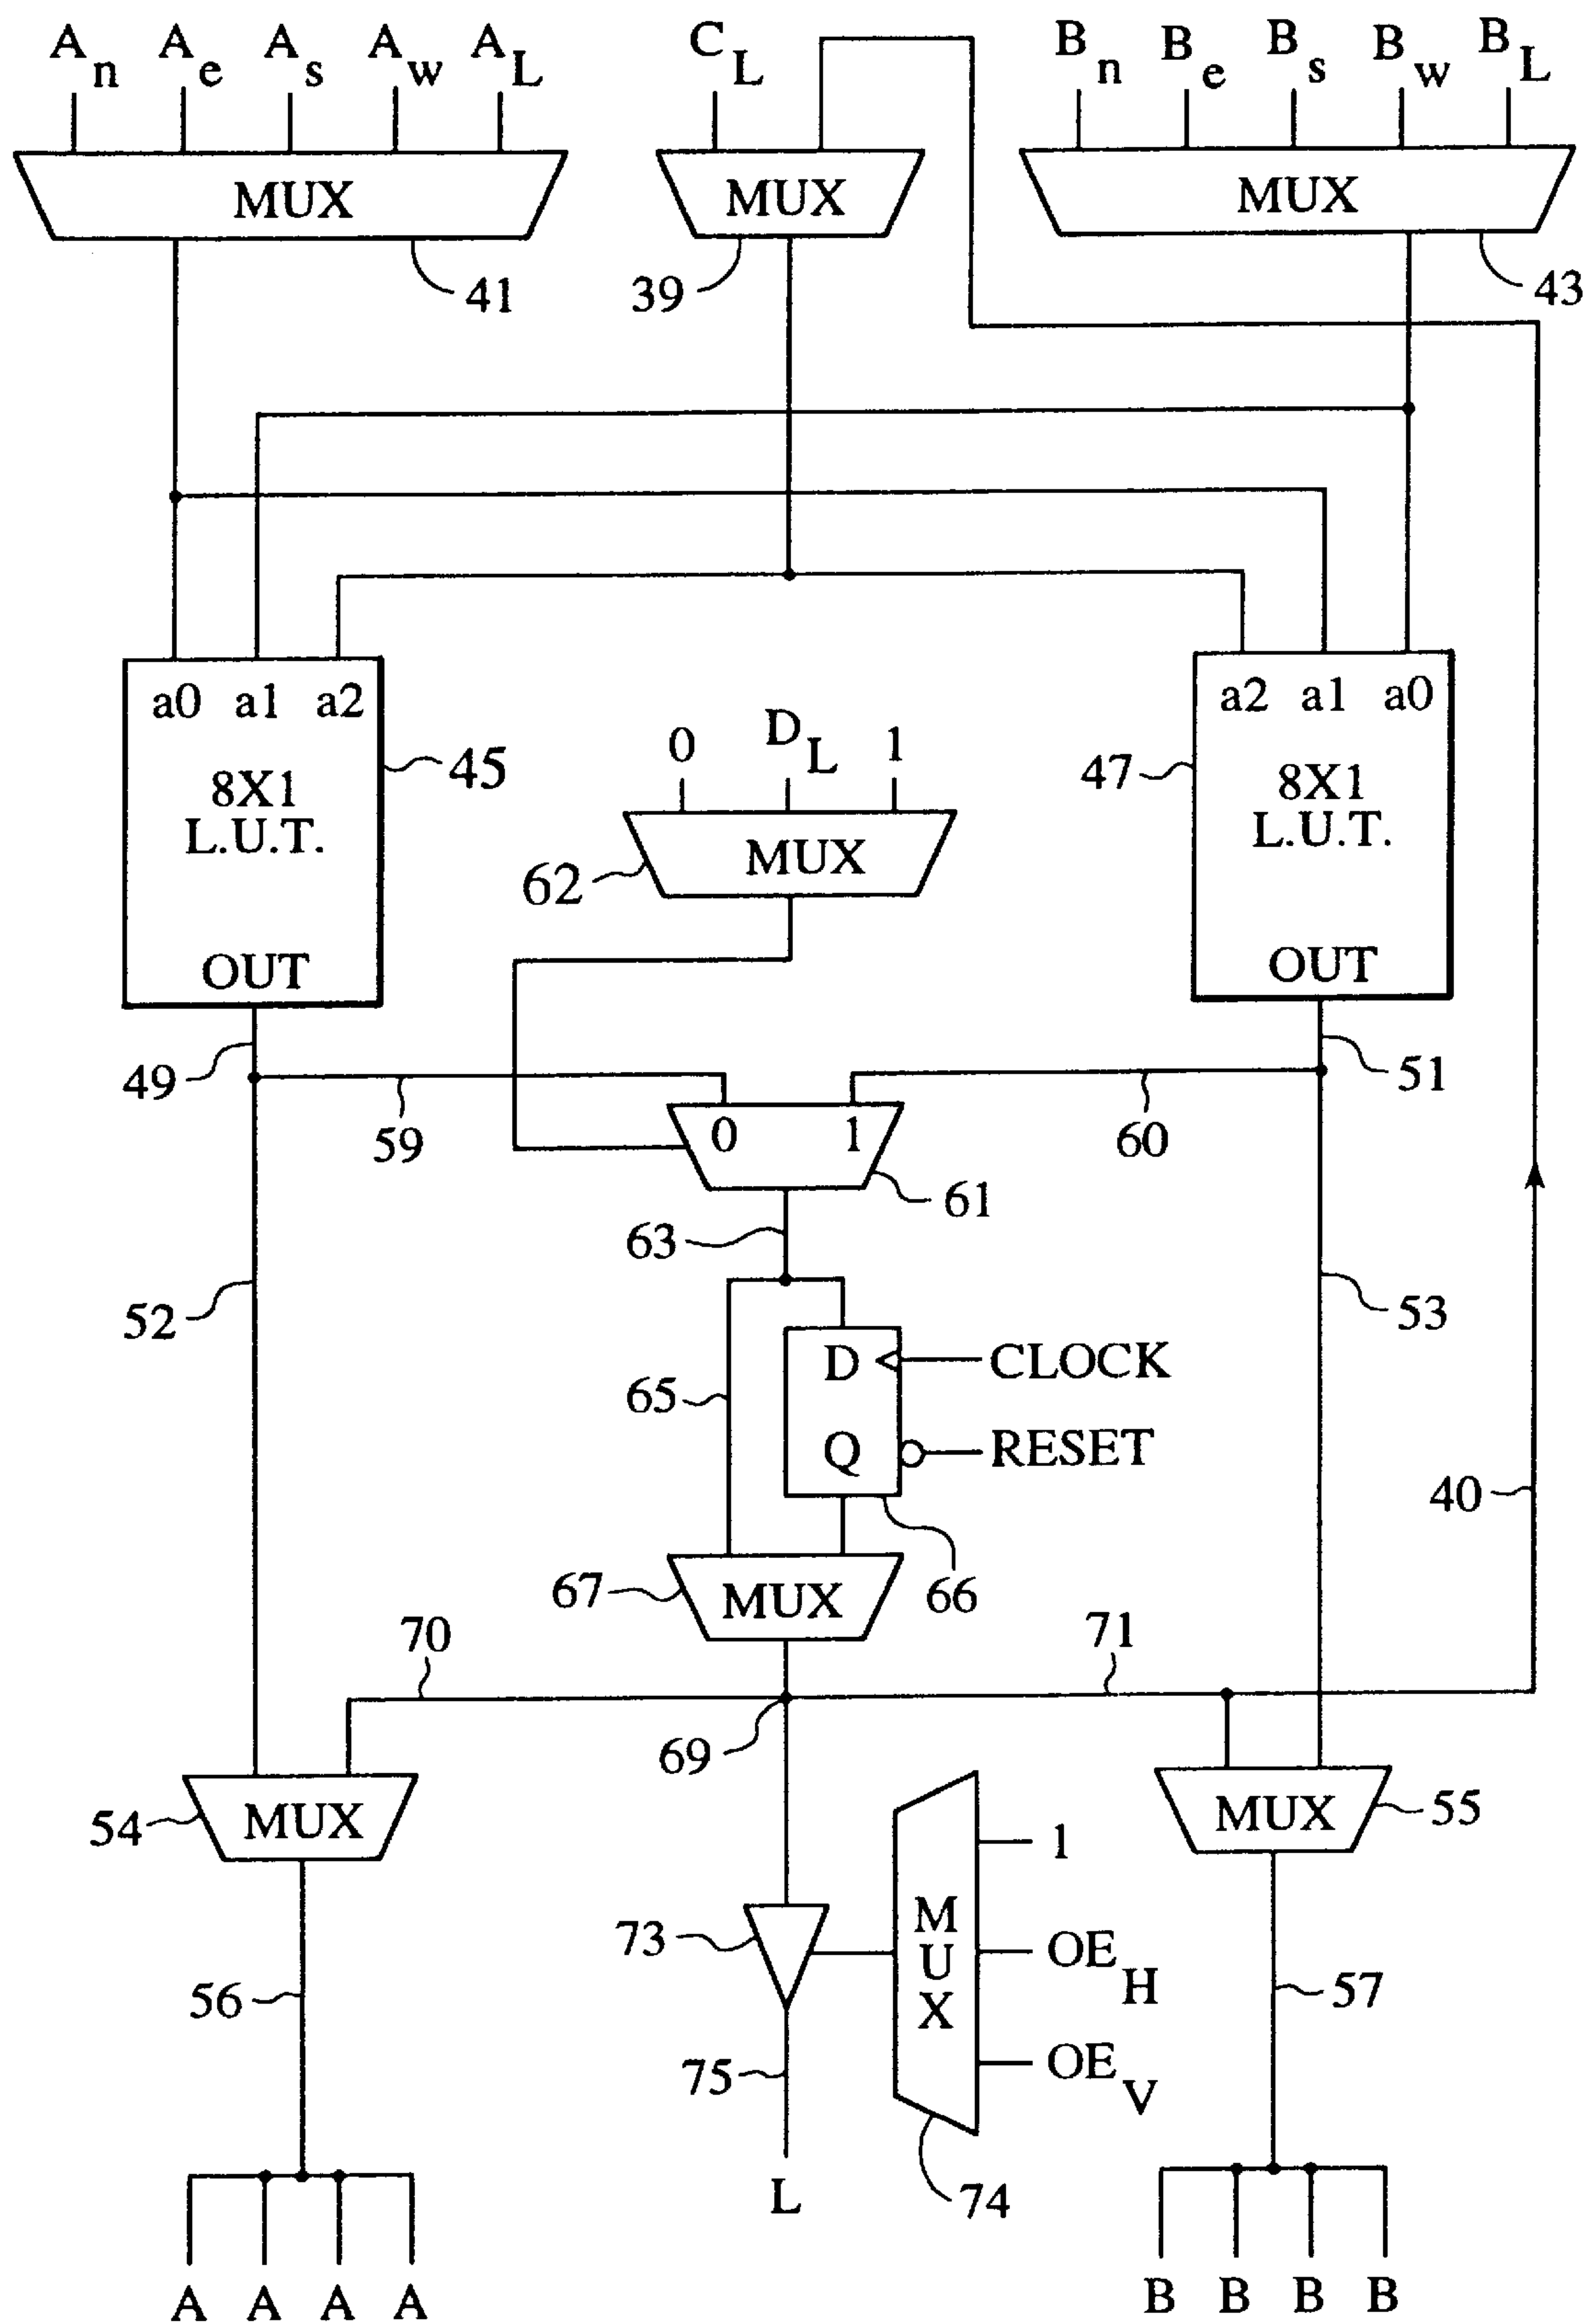 An Ae As Aw AL CL Bn Be Bs Bw BL
MUX MUX MUX
41 39 43
a0 a1 a2 a2 a1 a0
0 DL 1
45 47
8X1 8X1
L.U.T. L.U.T.
MUX
62
OUT OUT
49 51
59 0 1 60
61
63
52 53
D CLOCK
65
Q RESET
40
67 MUX 66
70 71
69
54 MUX MUX 55
1
MUX
73 OEH
56 57
75 OEV
L 74
A A A A B B B B